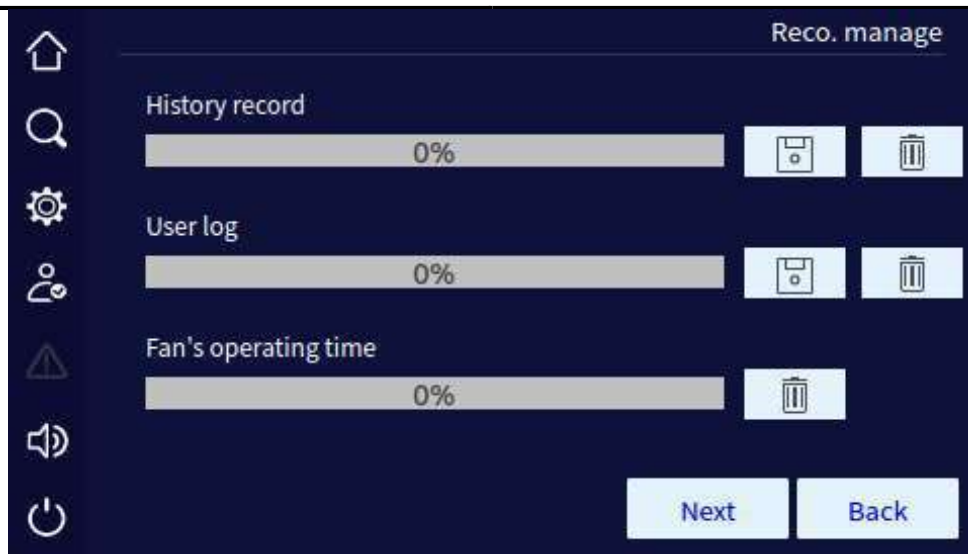 Reco. manage
History record
0%
User log
0%
Fan's operating time
0%
Next Back